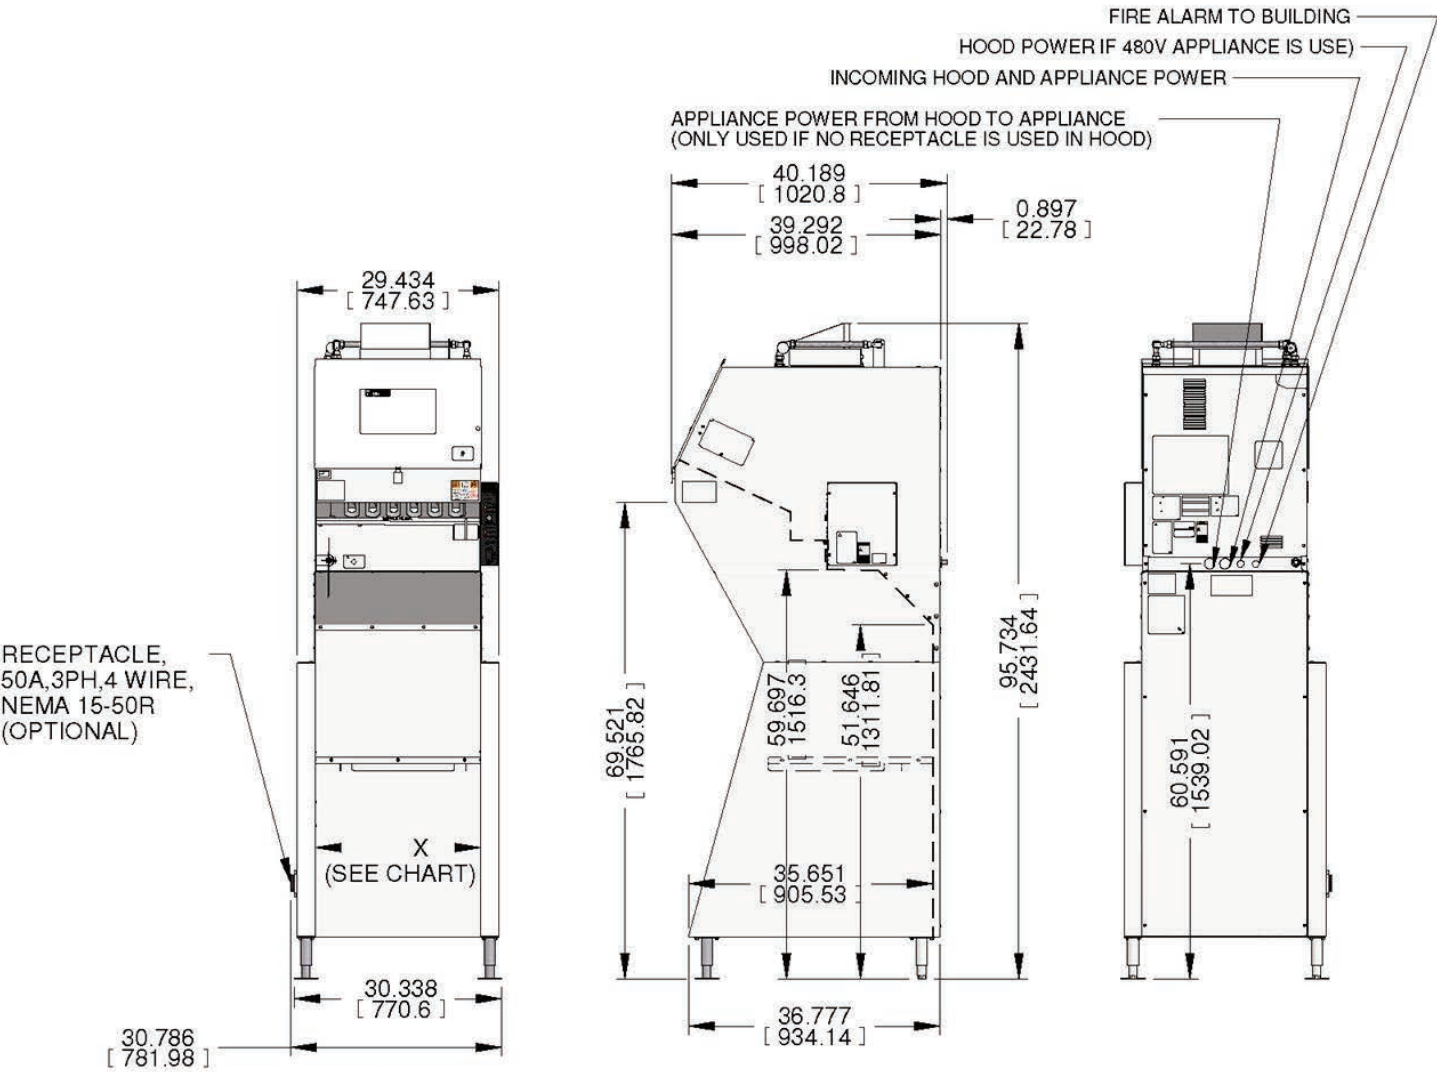 FIRE ALARM TO BUILDING
HOOD POWER IF 480V APPLIANCE IS USE)
INCOMING HOOD AND APPLIANCE POWER
APPLIANCE POWER FROM HOOD TO APPLIANCE
(ONLY USED IF NO RECEPTACLE IS USED IN HOOD)
40.189
[ 1020.8 ]
39.292
[ 998.02 ]
0.897
[ 22.78 ]
29.434
[ 747.63 ]
RECEPTACLE,
50A,3PH,4 WIRE,
NEMA 15-50R
(OPTIONAL)
X
(SEE CHART)
69.521
[ 1765.82 ]
59.697
[ 1516.3 ]
51.646
[ 1311.81 ]
95.734
[ 2431.64 ]
60.591
[ 1539.02 ]
35.651
[ 905.53 ]
30.338
[ 770.6 ]
30.786
[ 781.98 ]
36.777
[ 934.14 ]